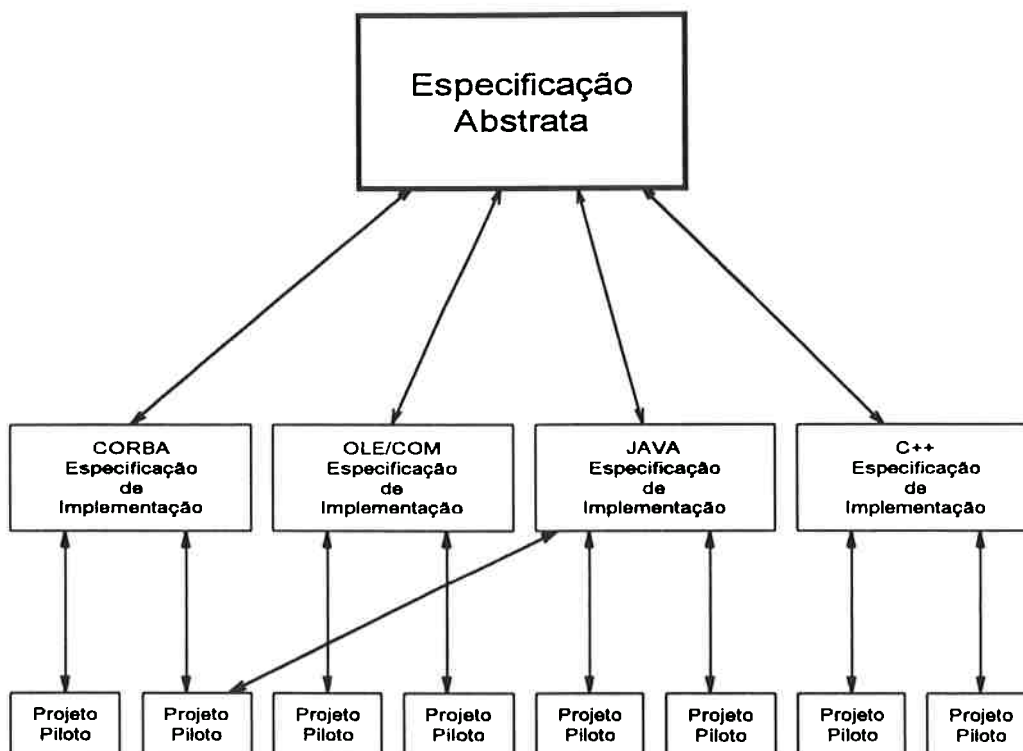 Especificação
Abstrata
CORBA
Especificação
de
Implementação
OLE/COM
Especificação
de
Implementação
JAVA
Especificação
de
Implementação
C++
Especificação
de
Implementação
Projeto
Piloto
Projeto
Piloto
Projeto
Piloto
Projeto
Piloto
Projeto
Piloto
Projeto
Piloto
Projeto
Piloto
Projeto
Piloto